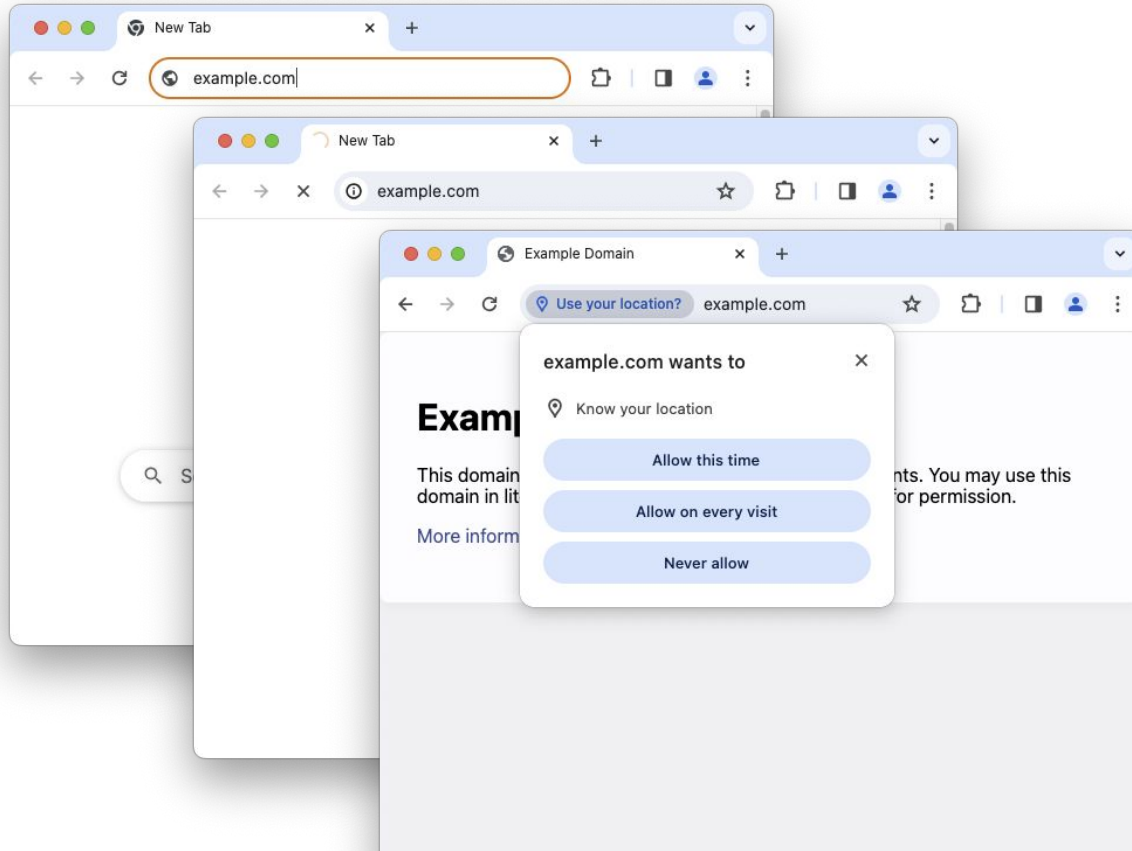 New Tab
example.com
New Tab
example.com
Example Domain
Use your location? example.com
example.com wants to
Know your location
Allow this time
Allow on every visit
Never allow
This domain nts. You may use this
domain in lit for permission.
More inform